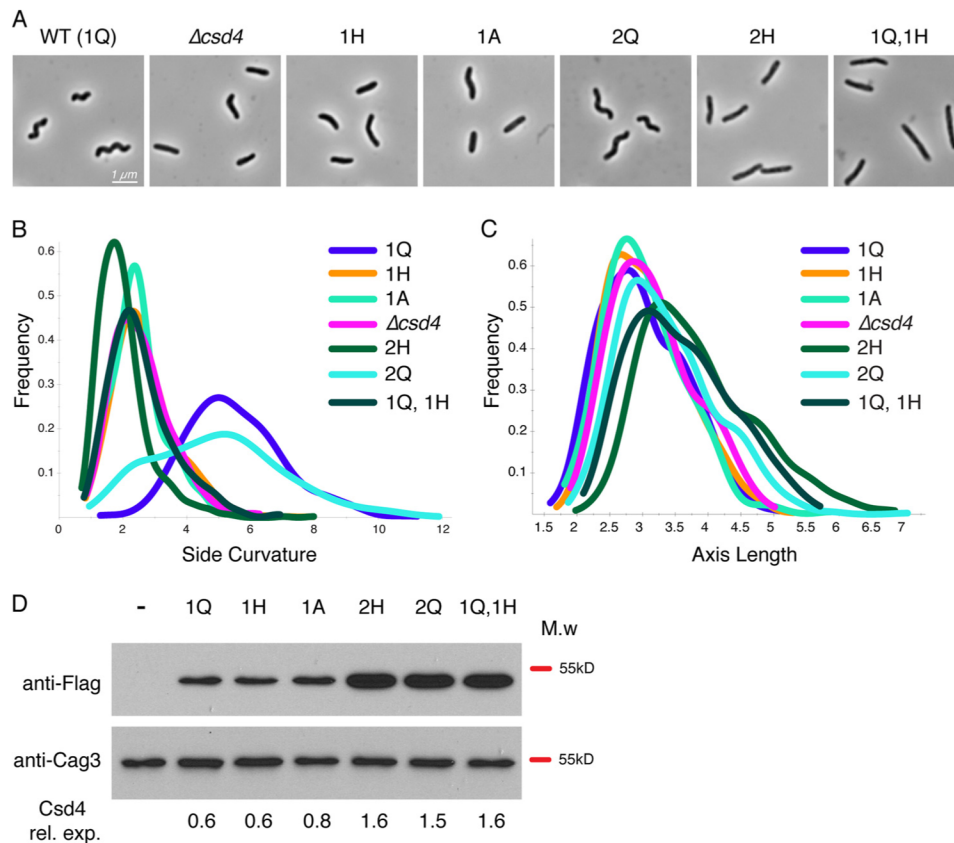 A
WT (1Q) Δcsd4 1H 1A 2Q 2H 1Q,1H
1 μm
B
0.6
0.5
0.4
0.3
0.2
0.1
0 2 4 6 8 10 12
Frequency
Side Curvature
1Q
1H
1A
Δcsd4
2H
2Q
1Q, 1H
C
0.6
0.5
0.4
0.3
0.2
0.1
1.5 2 2.5 3 3.5 4 4.5 5 5.5 6 6.5 7
Frequency
Axis Length
1Q
1H
1A
Δcsd4
2H
2Q
1Q, 1H
D
- 1Q 1H 1A 2H 2Q 1Q,1H
M.w
anti-Flag
55kD
anti-Cag3
55kD
Csd4
rel. exp.
0.6 0.6 0.8 1.6 1.5 1.6